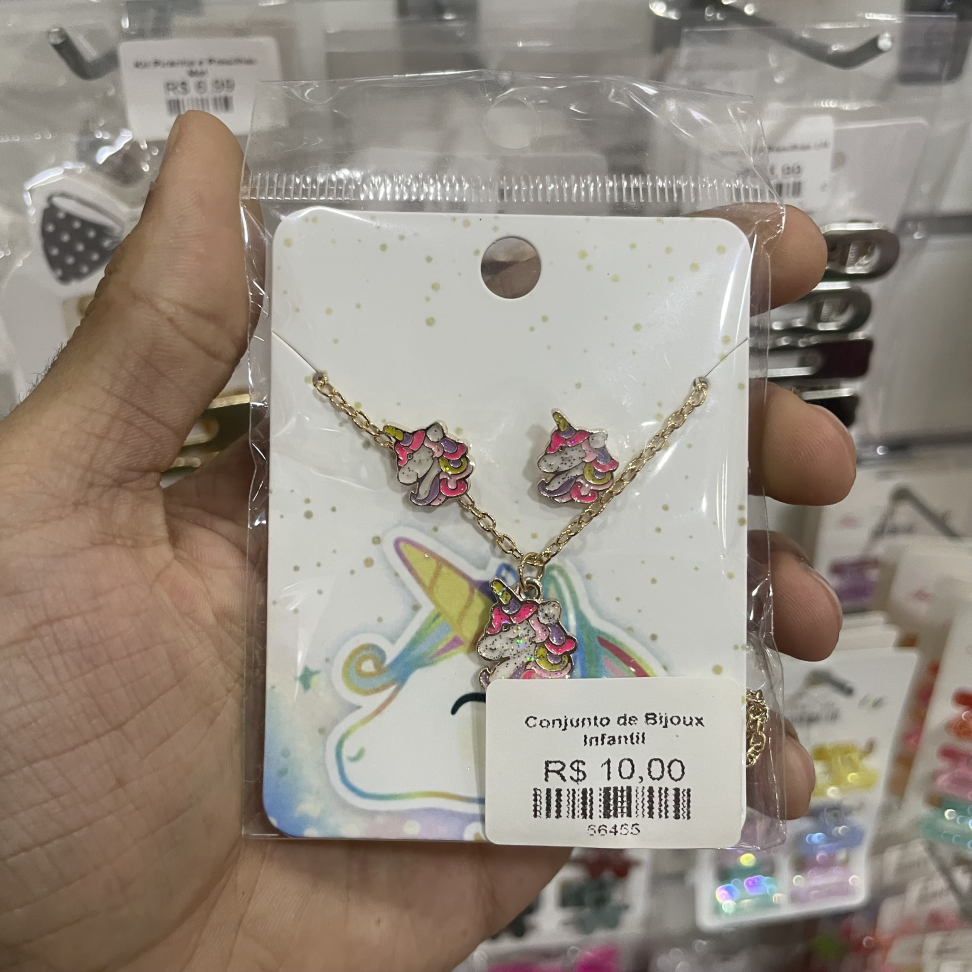 R$ 6,99
Conjunto de Bijoux
Infantil
R$ 10,00
56455